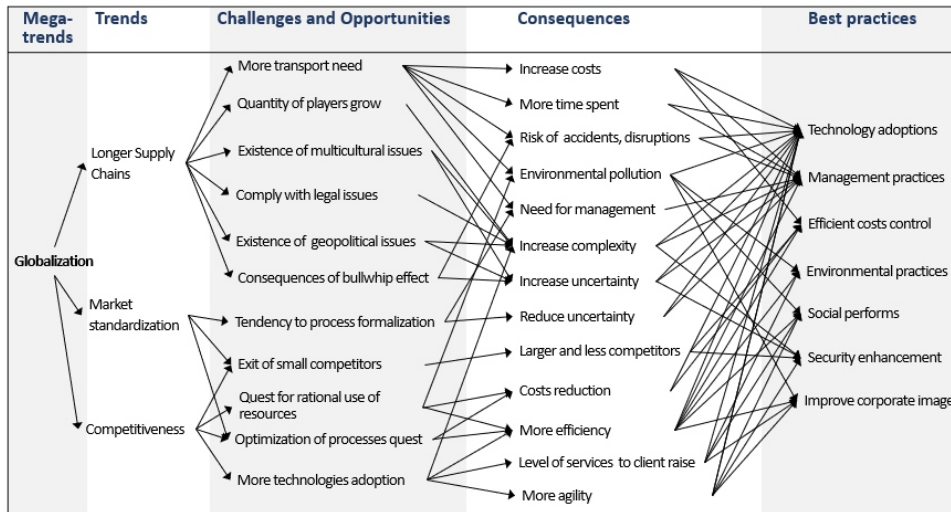 Mega-
trends
Trends
Challenges and Opportunities
Consequences
Best practices
Globalization
Longer Supply
Chains
Market
standardization
Competitiveness
More transport need
Quantity of players grow
Existence of multicultural issues
Comply with legal issues
Existence of geopolitical issues
Consequences of bullwhip effect
Tendency to process formalization
Exit of small competitors
Quest for rational use of
resources
Optimization of processes quest
More technologies adoption
Increase costs
More time spent
Risk of accidents, disruptions
Environmental pollution
Need for management
Increase complexity
Increase uncertainty
Reduce uncertainty
Larger and less competitors
Costs reduction
More efficiency
Level of services to client raise
More agility
Technology adoptions
Management practices
Efficient costs control
Environmental practices
Social performs
Security enhancement
Improve corporate image